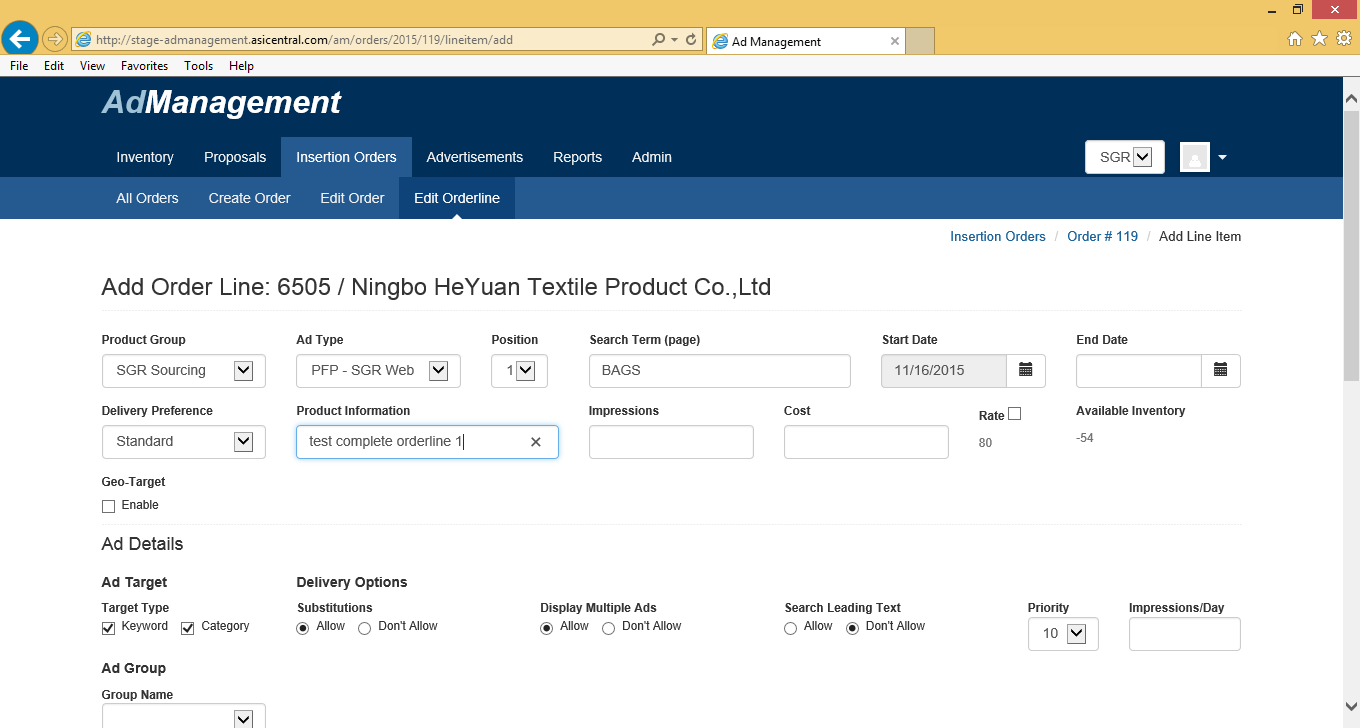 http://stage-admanagement.asicentral.com/am/orders/2015/119/lineitem/add
Ad Management
File Edit View Favorites Tools Help
AdManagement
Inventory Proposals Insertion Orders Advertisements Reports Admin
SGR
All Orders Create Order Edit Order Edit Orderline
Insertion Orders / Order # 119 / Add Line Item
Add Order Line: 6505 / Ningbo HeYuan Textile Product Co.,Ltd
Product Group Ad Type Position Search Term (page) Start Date End Date
SGR Sourcing PFP - SGR Web 1 BAGS 11/16/2015
Delivery Preference Product Information Impressions Cost Rate Available Inventory
Standard test complete orderline 1 80 -54
Geo-Target
Enable
Ad Details
Ad Target Delivery Options
Target Type Substitutions Display Multiple Ads Search Leading Text Priority Impressions/Day
Keyword Category Allow Don't Allow Allow Don't Allow Allow Don't Allow 10
Ad Group
Group Name